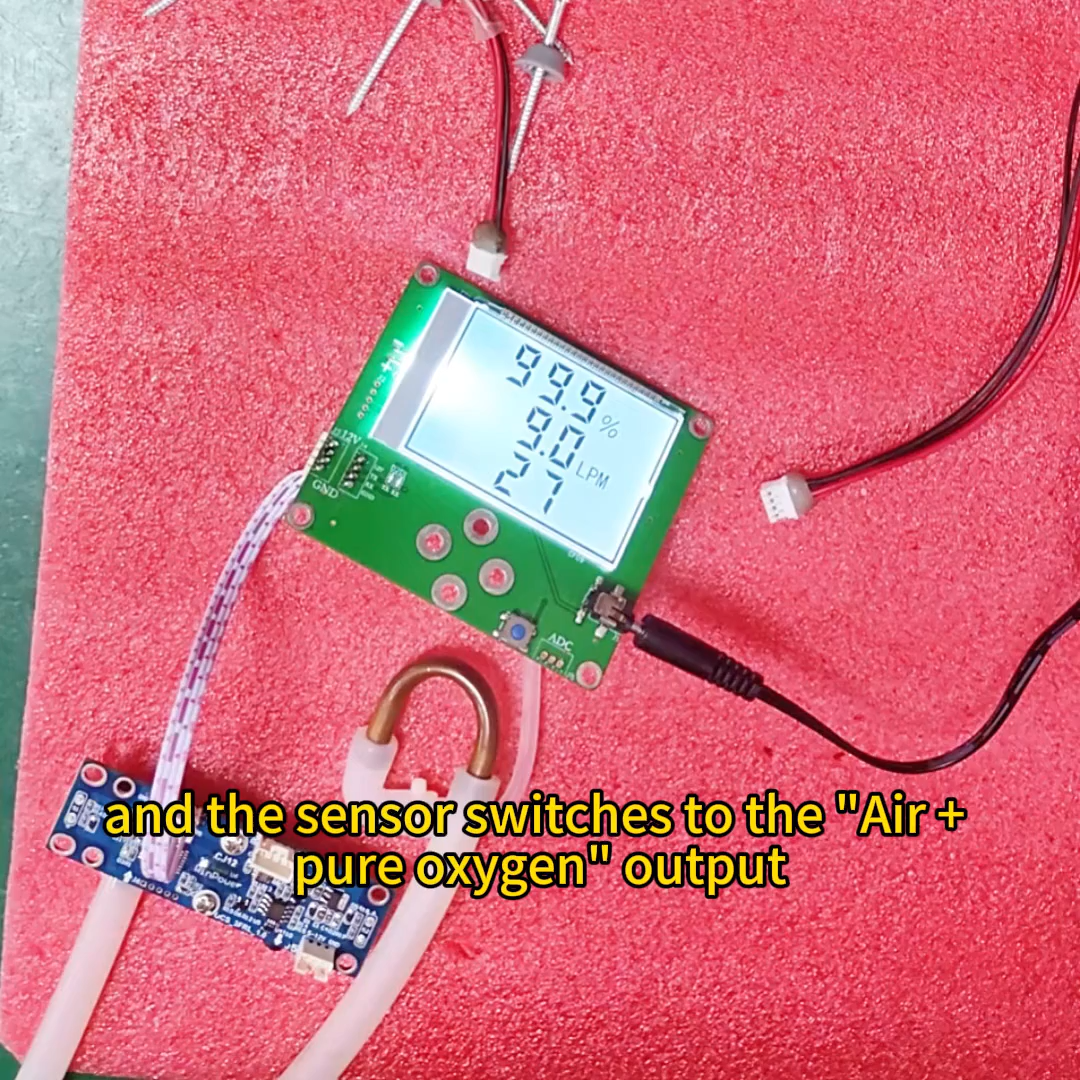 99.9 %
9.0 LPM
27
12V
GND
ADC
and the sensor switches to the "Air +
pure oxygen" output
CJ12